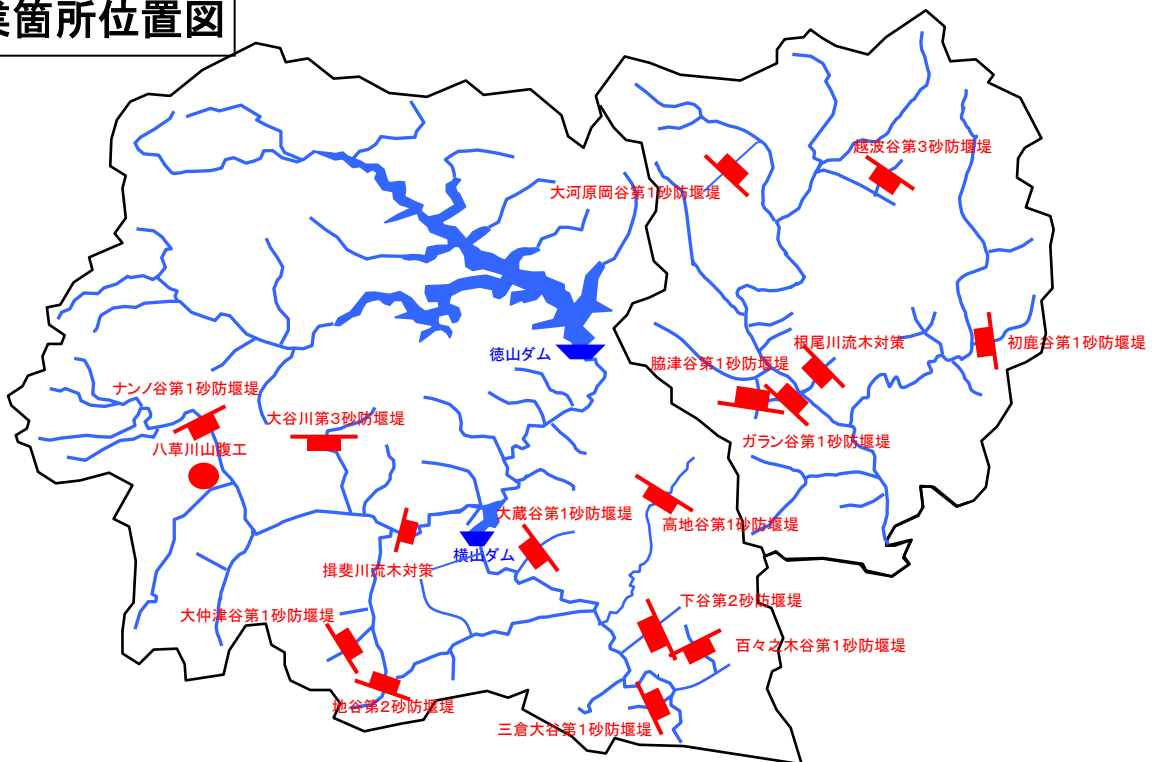 業箇所位置図
越波谷第3砂防堰堤
大河原岡谷第1砂防堰堤
根尾川流木対策
初鹿谷第1砂防堰堤
徳山ダム
脇津谷第1砂防堰堤
ナンノ谷第1砂防堰堤
大谷川第3砂防堰堤
ガラン谷第1砂防堰堤
八草川山腹工
大蔵谷第1砂防堰堤
高地谷第1砂防堰堤
横山ダム
揖斐川流木対策
下谷第2砂防堰堤
大仲津谷第1砂防堰堤
百々之木谷第1砂防堰堤
地谷第2砂防堰堤
三倉大谷第1砂防堰堤